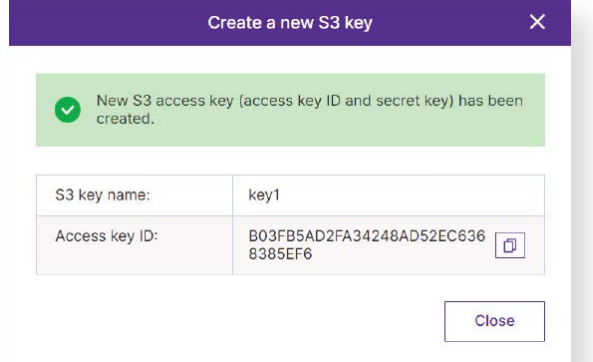 Create a new S3 key
New S3 access key (access key ID and secret key) has been
created.
S3 key name: key1
Access key ID: B03FB5AD2FA34248AD52EC636
8385EF6
Close